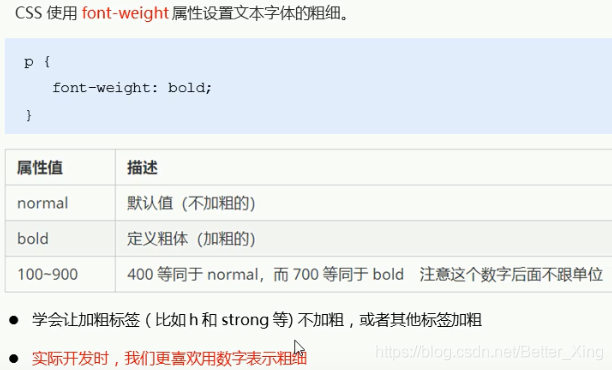 CSS 使用 font-weight 属性设置文本字体的粗细。
p {
font-weight: bold;
}
属性值 描述
normal 默认值（不加粗的）
bold 定义粗体（加粗的）
100~900 400 等同于 normal，而 700 等同于 bold 注意这个数字后面不跟单位
● 学会让加粗标签（比如 h 和 strong 等) 不加粗，或者其他标签加粗
● 实际开发时，我们更喜欢用数字表示粗细
https://blog.csdn.net/Better_Xing